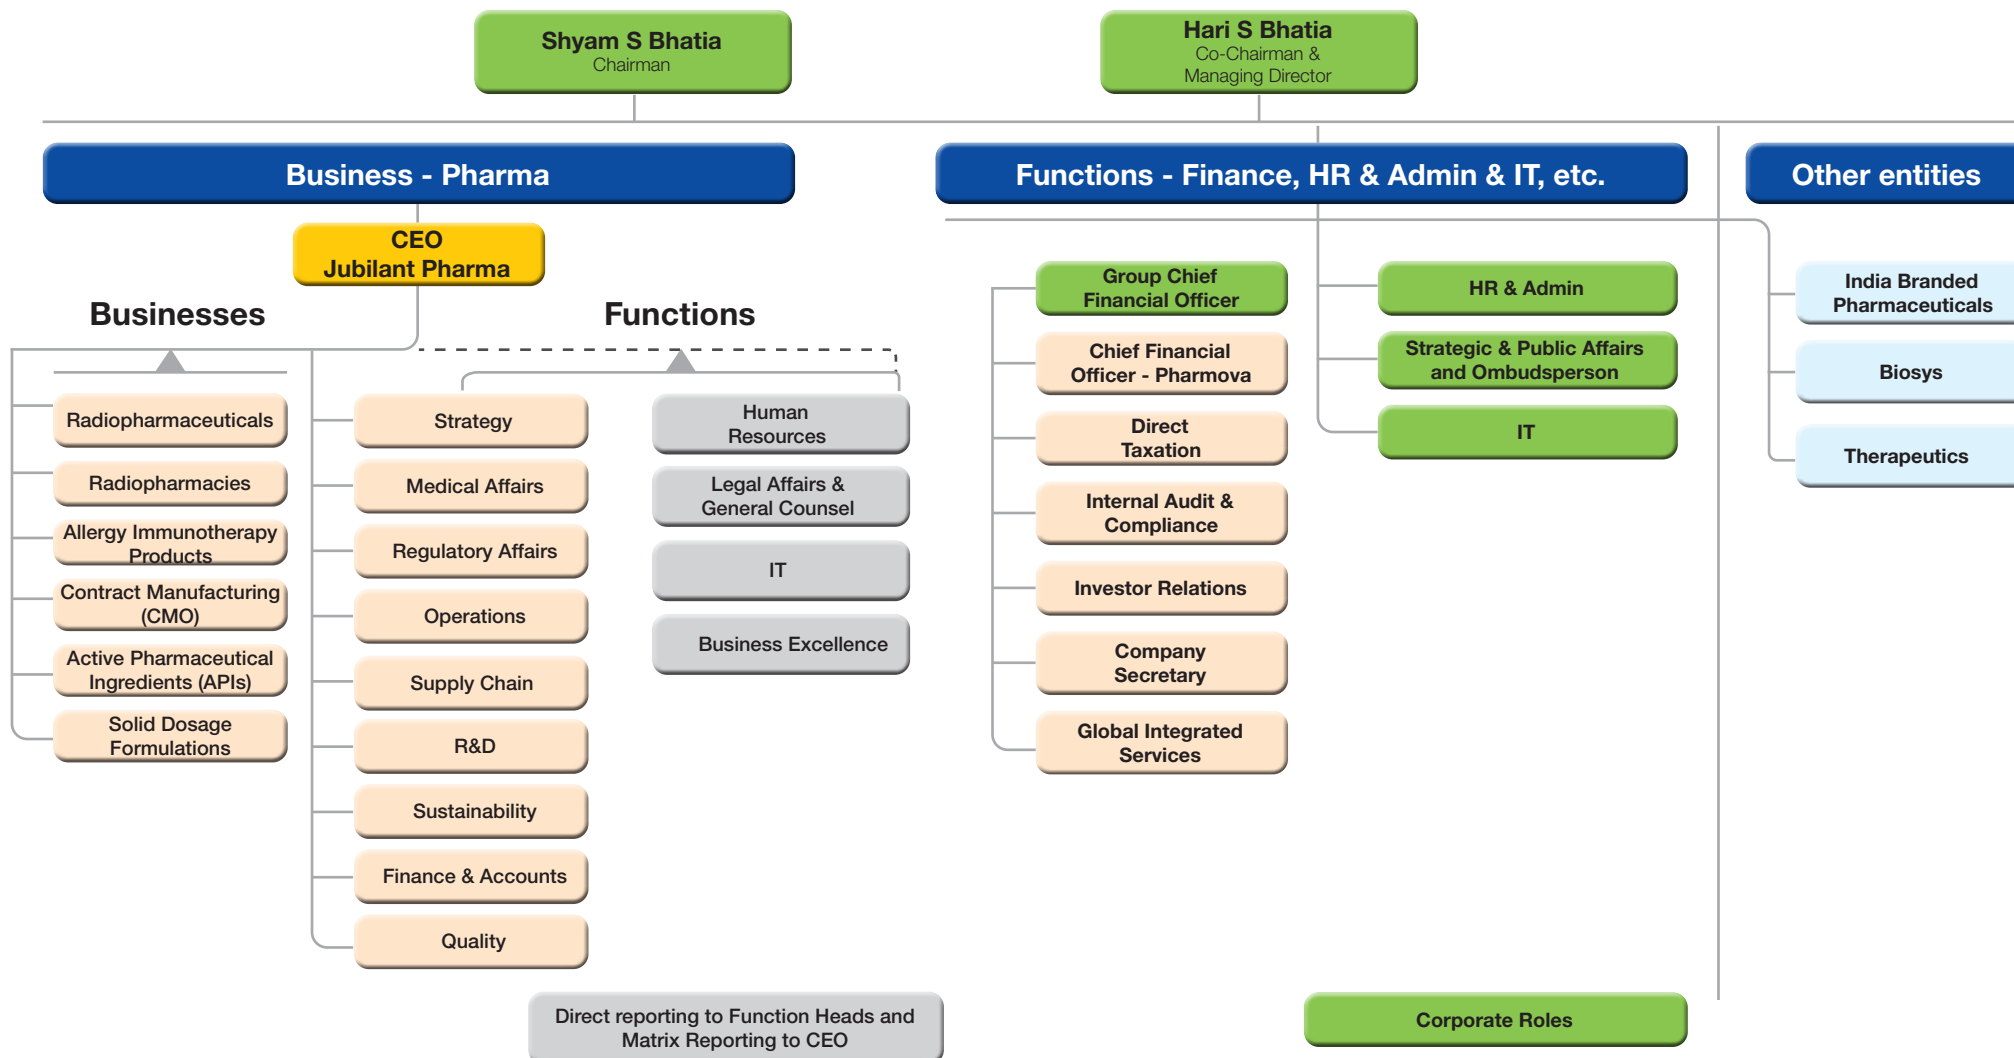 Shyam S Bhatia
Chairman
Hari S Bhatia
Co-Chairman &
Managing Director
Business - Pharma
Functions - Finance, HR & Admin & IT, etc.
Other entities
CEO
Jubilant Pharma
Businesses
Functions
Radiopharmaceuticals
Radiopharmacies
Allergy Immunotherapy
Products
Contract Manufacturing
(CMO)
Active Pharmaceutical
Ingredients (APIs)
Solid Dosage
Formulations
Strategy
Medical Affairs
Regulatory Affairs
Operations
Supply Chain
R&D
Sustainability
Finance & Accounts
Quality
Human
Resources
Legal Affairs &
General Counsel
IT
Business Excellence
Group Chief
Financial Officer
Chief Financial
Officer - Pharmova
Direct
Taxation
Internal Audit &
Compliance
Investor Relations
Company
Secretary
Global Integrated
Services
HR & Admin
Strategic & Public Affairs
and Ombudsperson
IT
India Branded
Pharmaceuticals
Biosys
Therapeutics
Direct reporting to Function Heads and
Matrix Reporting to CEO
Corporate Roles